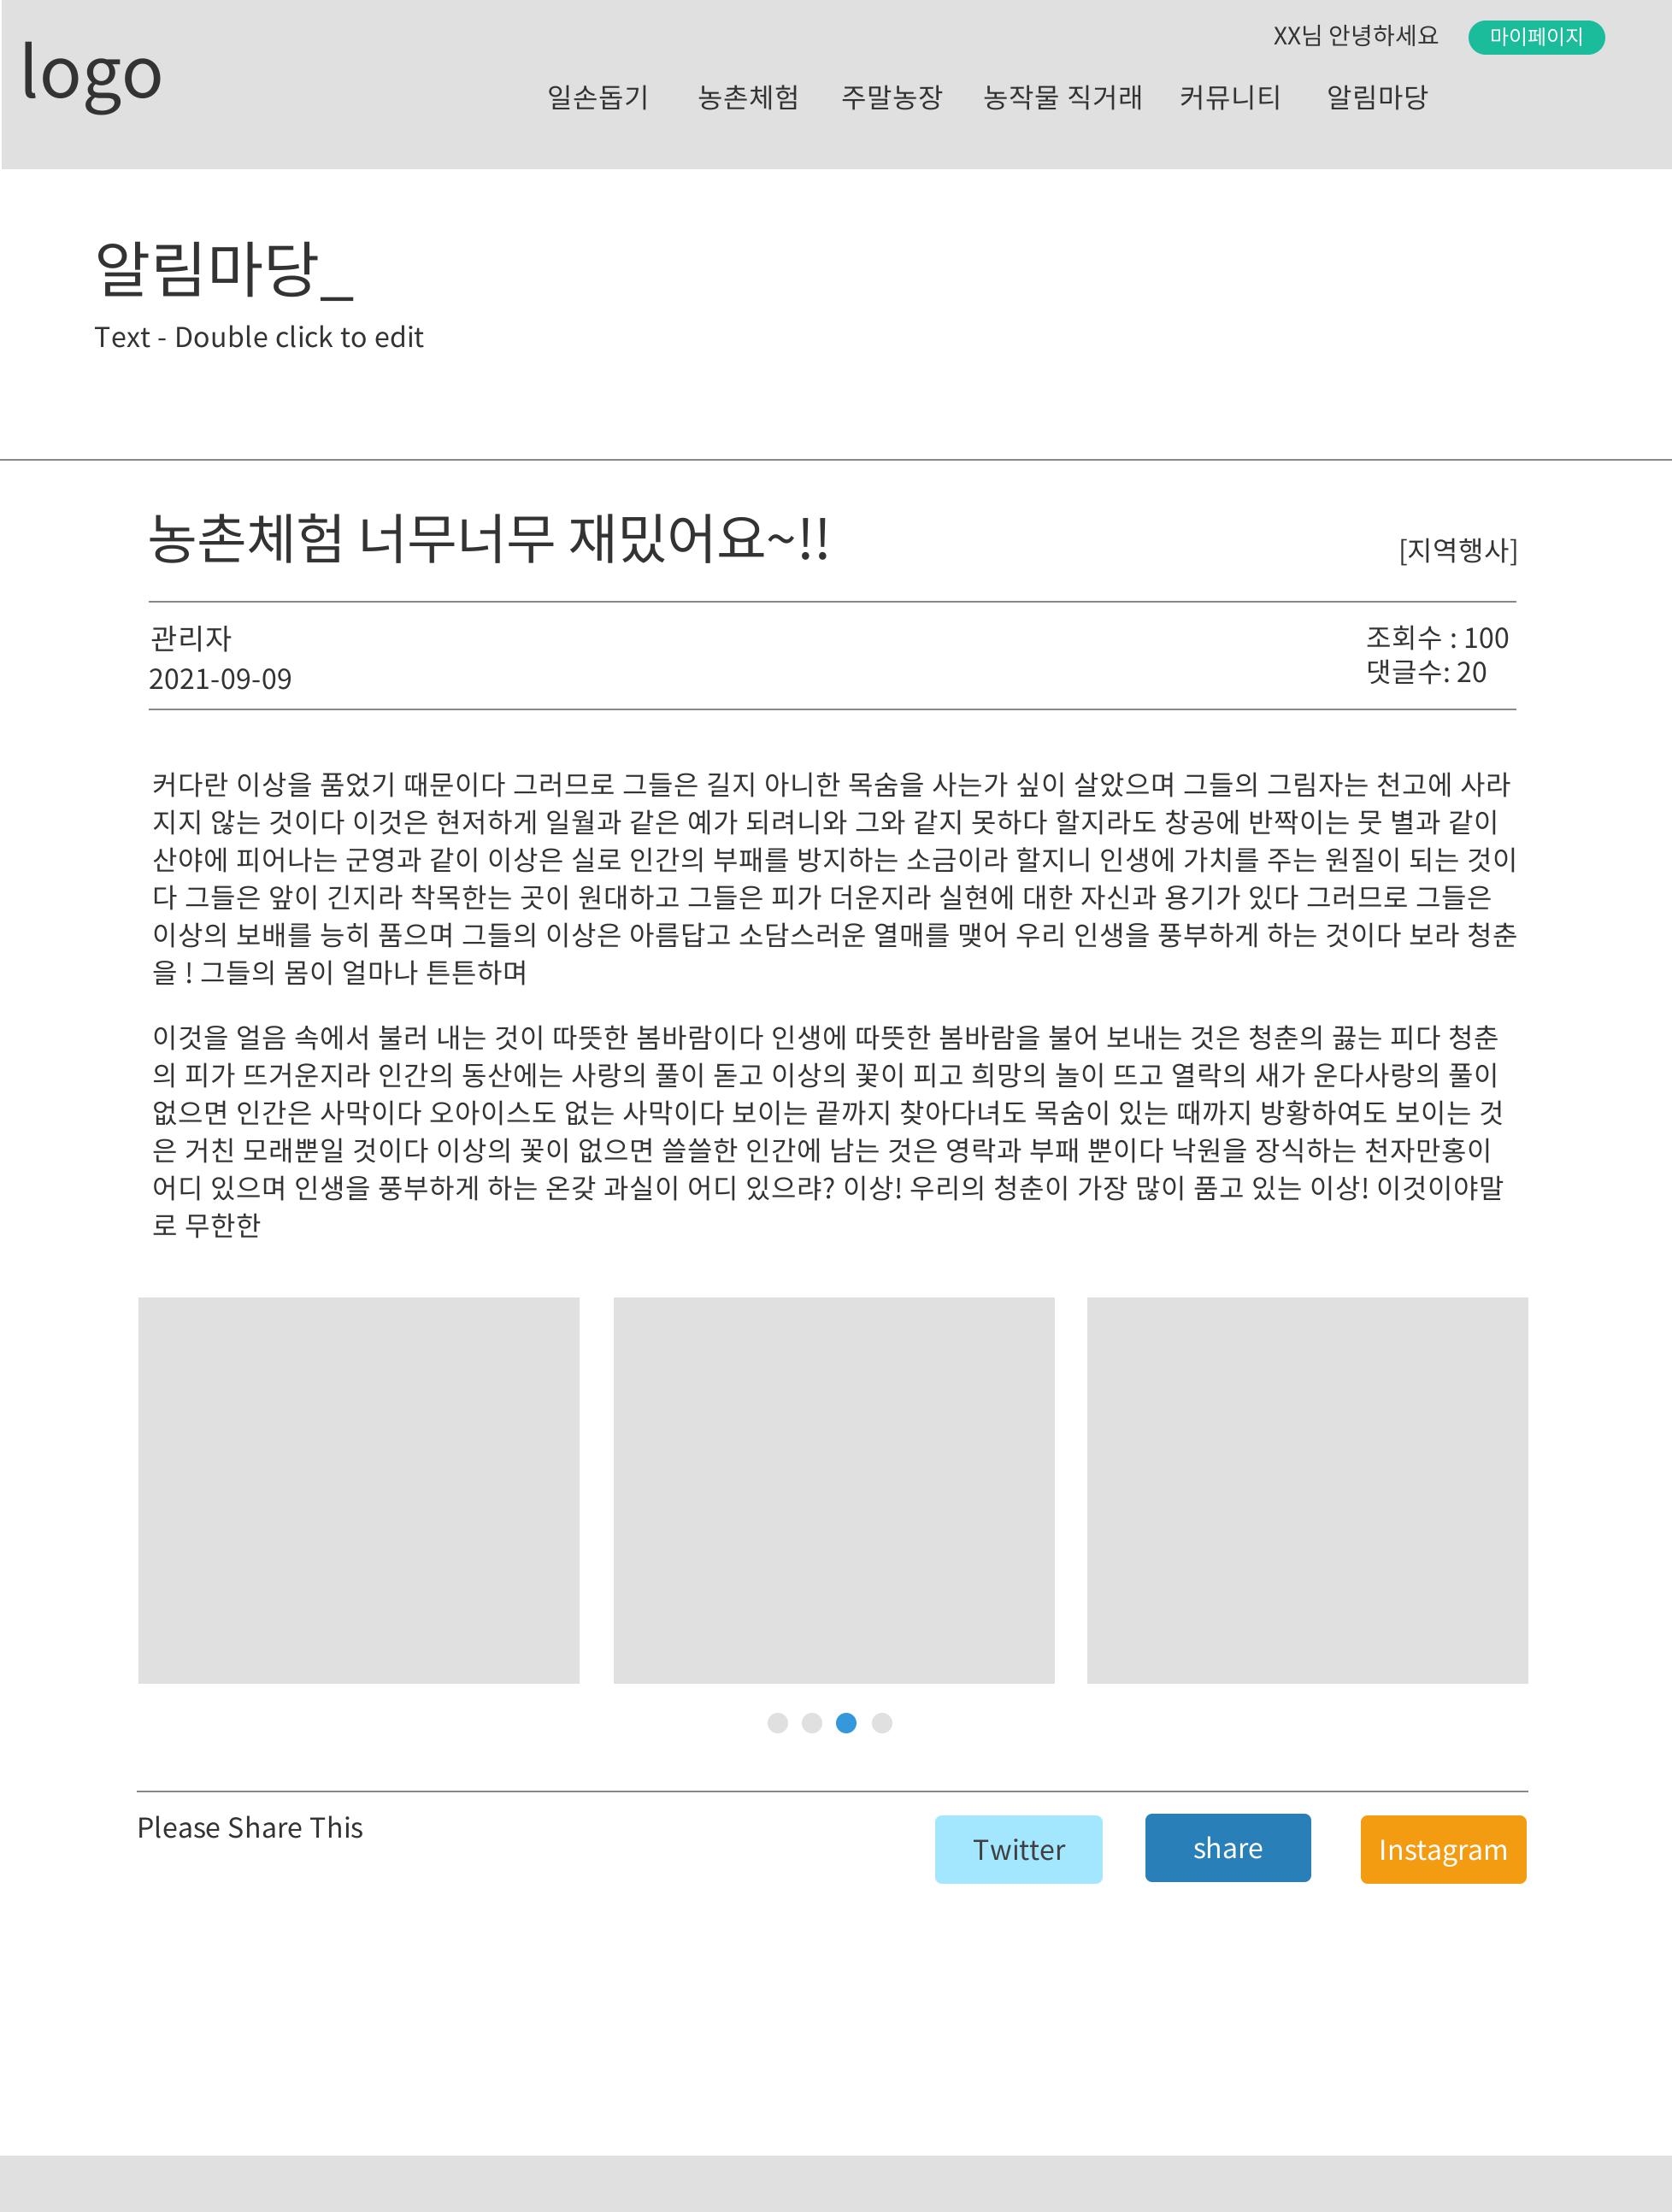 XX님 안녕하세요 마이페이지
logo
일손돕기 농촌체험 주말농장 농작물 직거래 커뮤니티 알림마당
알림마당_
Text - Double click to edit
농촌체험 너무너무 재밌어요~!! [지역행사]
관리자 조회수 : 100
2021-09-09 댓글수: 20
커다란 이상을 품었기 때문이다 그러므로 그들은 길지 아니한 목숨을 사는가 싶이 살았으며 그들의 그림자는 천고에 사라
지지 않는 것이다 이것은 현저하게 일월과 같은 예가 되려니와 그와 같지 못하다 할지라도 창공에 반짝이는 뭇 별과 같이
산야에 피어나는 군영과 같이 이상은 실로 인간의 부패를 방지하는 소금이라 할지니 인생에 가치를 주는 원질이 되는 것이
다 그들은 앞이 긴지라 착목한는 곳이 원대하고 그들은 피가 더운지라 실현에 대한 자신과 용기가 있다 그러므로 그들은
이상의 보배를 능히 품으며 그들의 이상은 아름답고 소담스러운 열매를 맺어 우리 인생을 풍부하게 하는 것이다 보라 청춘
을 ! 그들의 몸이 얼마나 튼튼하며
이것을 얼음 속에서 불러 내는 것이 따뜻한 봄바람이다 인생에 따뜻한 봄바람을 불어 보내는 것은 청춘의 끓는 피다 청춘
의 피가 뜨거운지라 인간의 동산에는 사랑의 풀이 돋고 이상의 꽃이 피고 희망의 놀이 뜨고 열락의 새가 운다사랑의 풀이
없으면 인간은 사막이다 오아이스도 없는 사막이다 보이는 끝까지 찾아다녀도 목숨이 있는 때까지 방황하여도 보이는 것
은 거친 모래뿐일 것이다 이상의 꽃이 없으면 쓸쓸한 인간에 남는 것은 영락과 부패 뿐이다 낙원을 장식하는 천자만홍이
어디 있으며 인생을 풍부하게 하는 온갖 과실이 어디 있으랴? 이상! 우리의 청춘이 가장 많이 품고 있는 이상! 이것이야말
로 무한한
Please Share This Twitter share Instagram